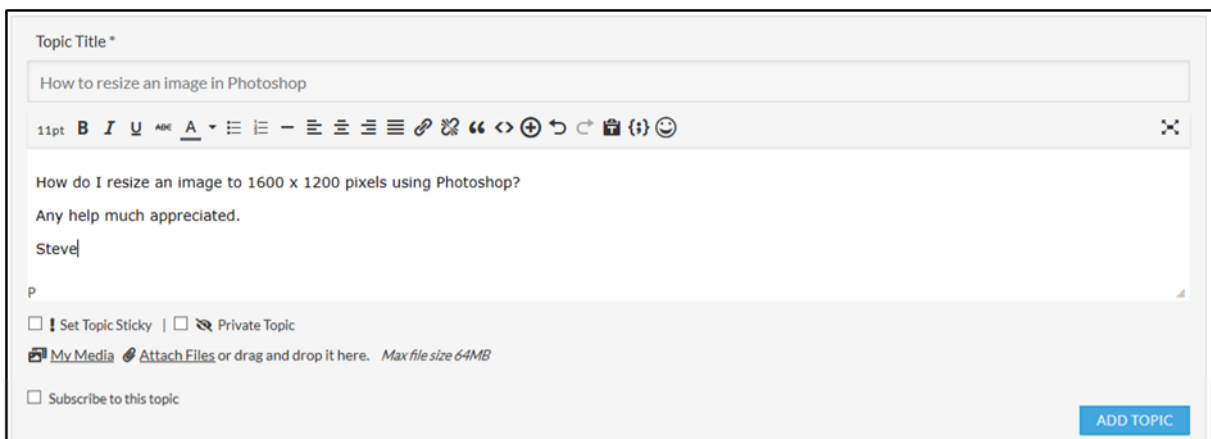 Topic Title *
How to resize an image in Photoshop
11pt B I U ABC A
How do I resize an image to 1600 x 1200 pixels using Photoshop?
Any help much appreciated.
Steve
P
Set Topic Sticky | Private Topic
My Media Attach Files or drag and drop it here. Max file size 64MB
Subscribe to this topic
ADD TOPIC